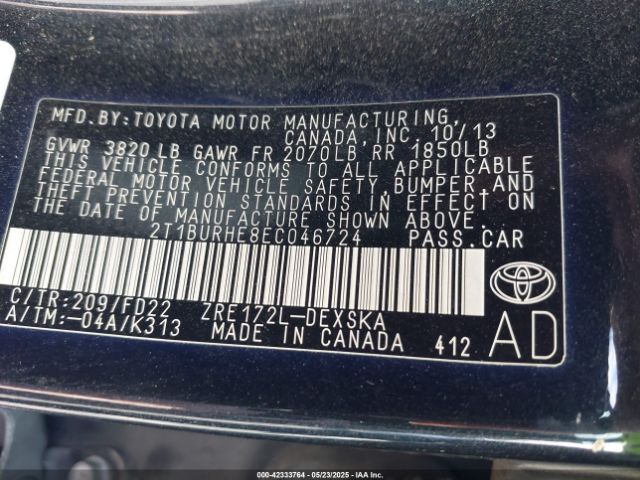 MFD.BY:TOYOTA MOTOR MANUFACTURING,
CANADA, INC. 10/13
GVWR 3820 LB GAWR FR 2070LB RR 1850LB
THIS VEHICLE CONFORMS TO ALL APPLICABLE
FEDERAL MOTOR VEHICLE SAFETY, BUMPER, AND
THEFT PREVENTION STANDARDS IN EFFECT ON
THE DATE OF MANUFACTURE SHOWN ABOVE.
2T1BURHE8EC046724 PASS.CAR
C/TR:209/FD22 ZRE172L-DEXSKA
A/TM:-04A/K313 MADE IN CANADA 412
TOYOTA
AD
000-42333764 - 05/23/2025 - IAAI.COM